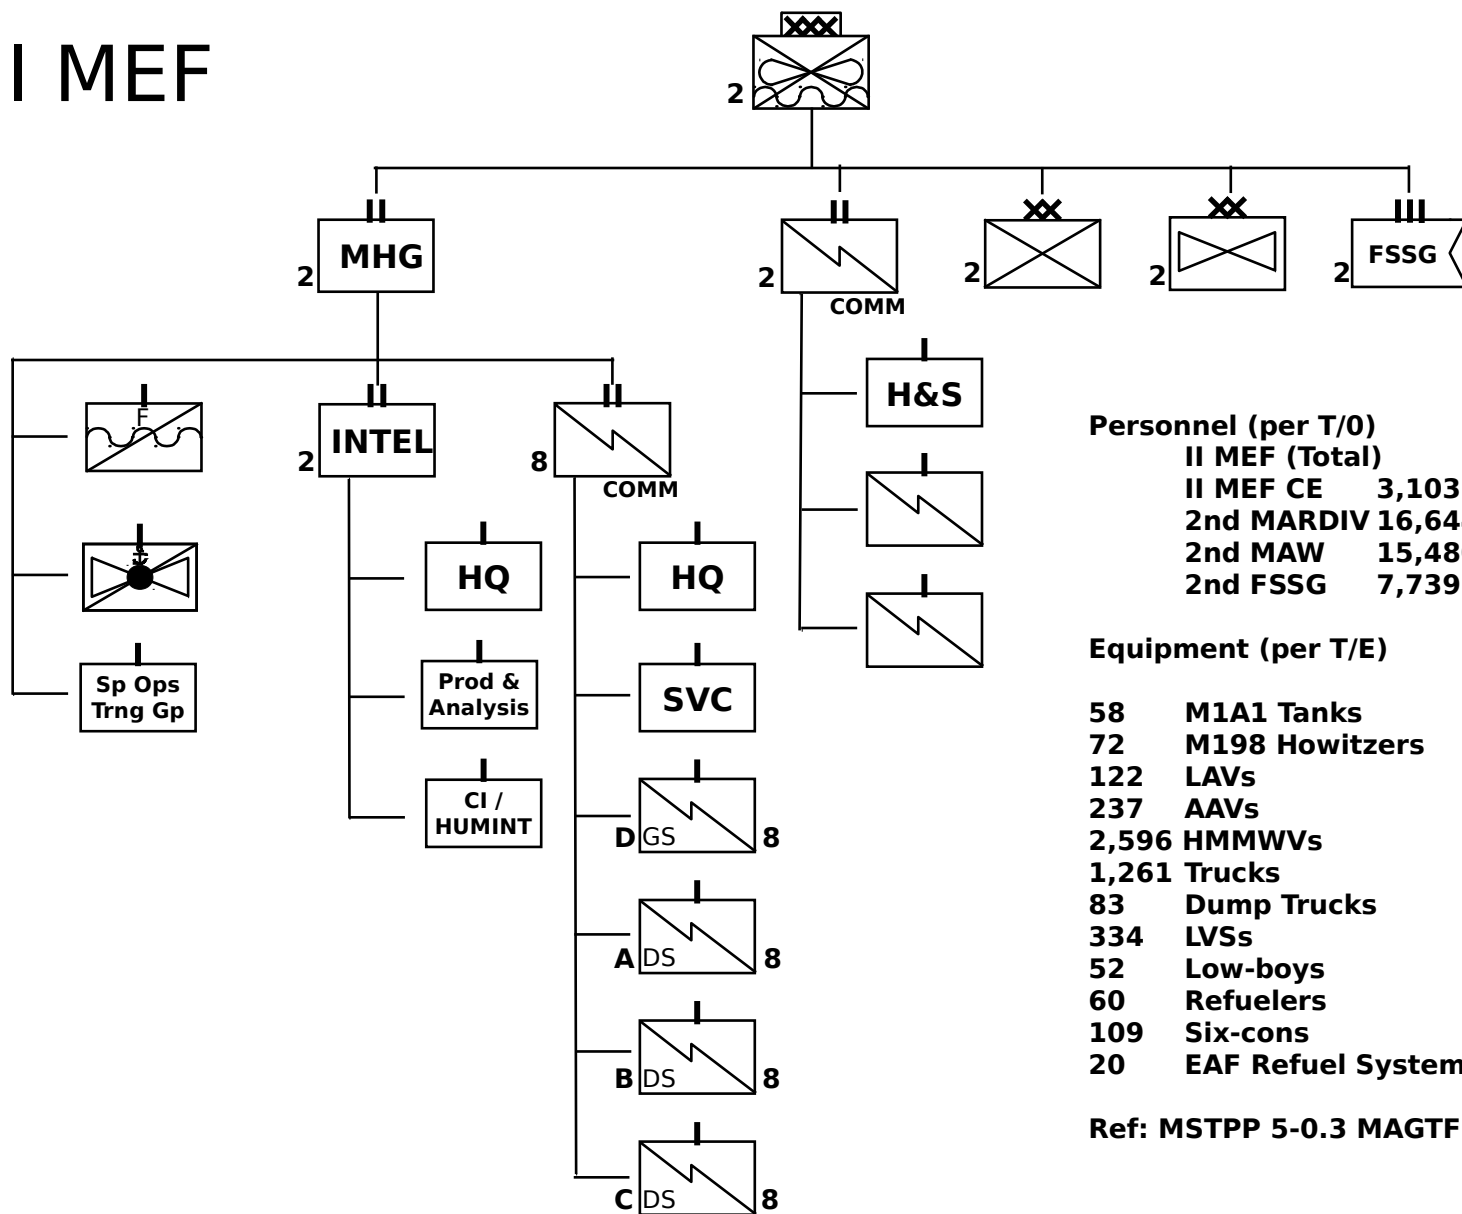 I MEF
2
MHG
2
2
COMM
2
2
FSSG
2
F
INTEL
2
8
COMM
H&S
HQ
HQ
Sp Ops
Trng Gp
Prod &
Analysis
SVC
CI /
HUMINT
D GS 8
A DS 8
B DS 8
C DS 8
Personnel (per T/0)
II MEF (Total)
II MEF CE 3,103
2nd MARDIV 16,64
2nd MAW 15,48
2nd FSSG 7,739
Equipment (per T/E)
58 M1A1 Tanks
72 M198 Howitzers
122 LAVs
237 AAVs
2,596 HMMWVs
1,261 Trucks
83 Dump Trucks
334 LVSs
52 Low-boys
60 Refuelers
109 Six-cons
20 EAF Refuel System
Ref: MSTPP 5-0.3 MAGTF